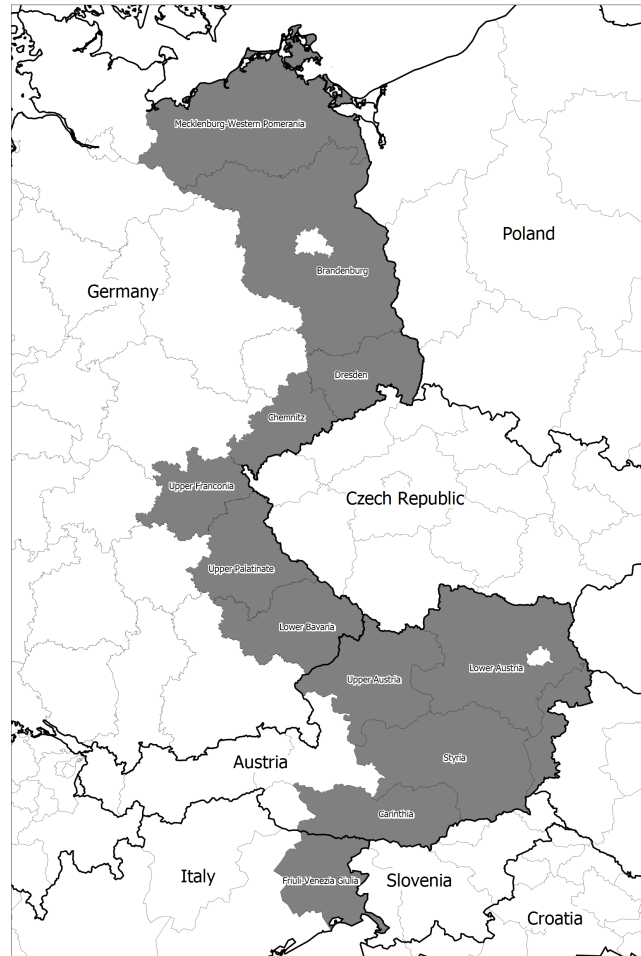 Mecklenburg-Western Pomerania
Poland
Brandenburg
Germany
Dresden
Chemnitz
Upper Franconia
Czech Republic
Upper Palatinate
Lower Bavaria
Lower Austria
Upper Austria
Styria
Austria
Carinthia
Italy
Friuli-Venezia Giulia
Slovenia
Croatia